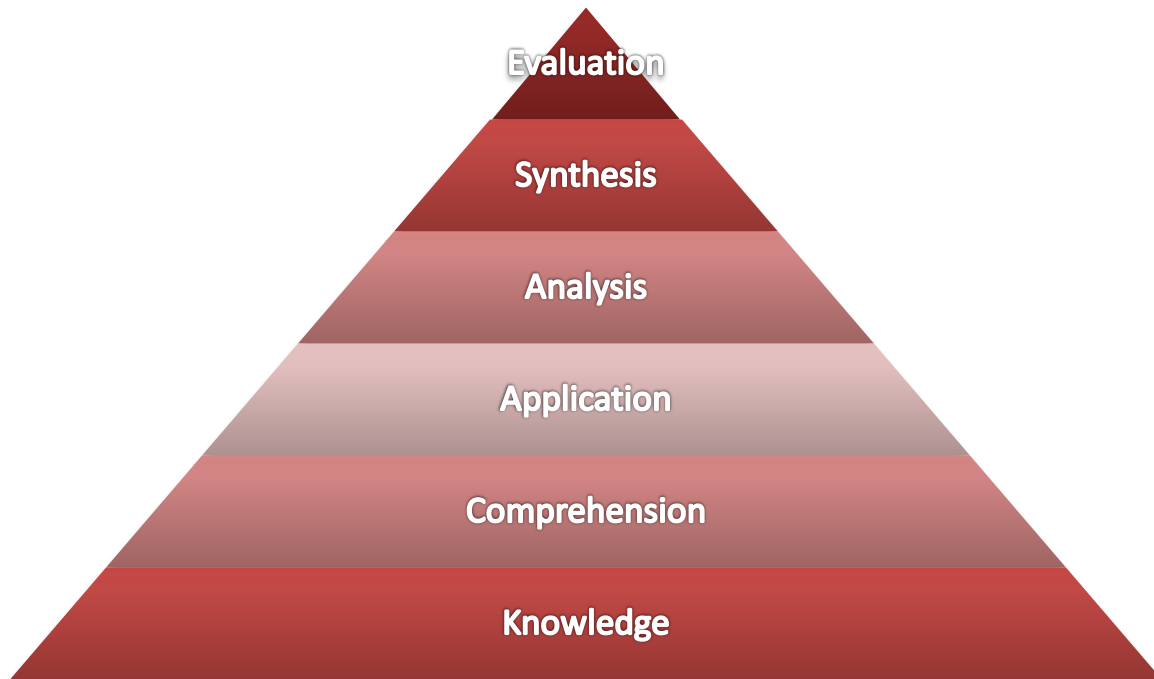 Evaluation
Synthesis
Analysis
Application
Comprehension
Knowledge